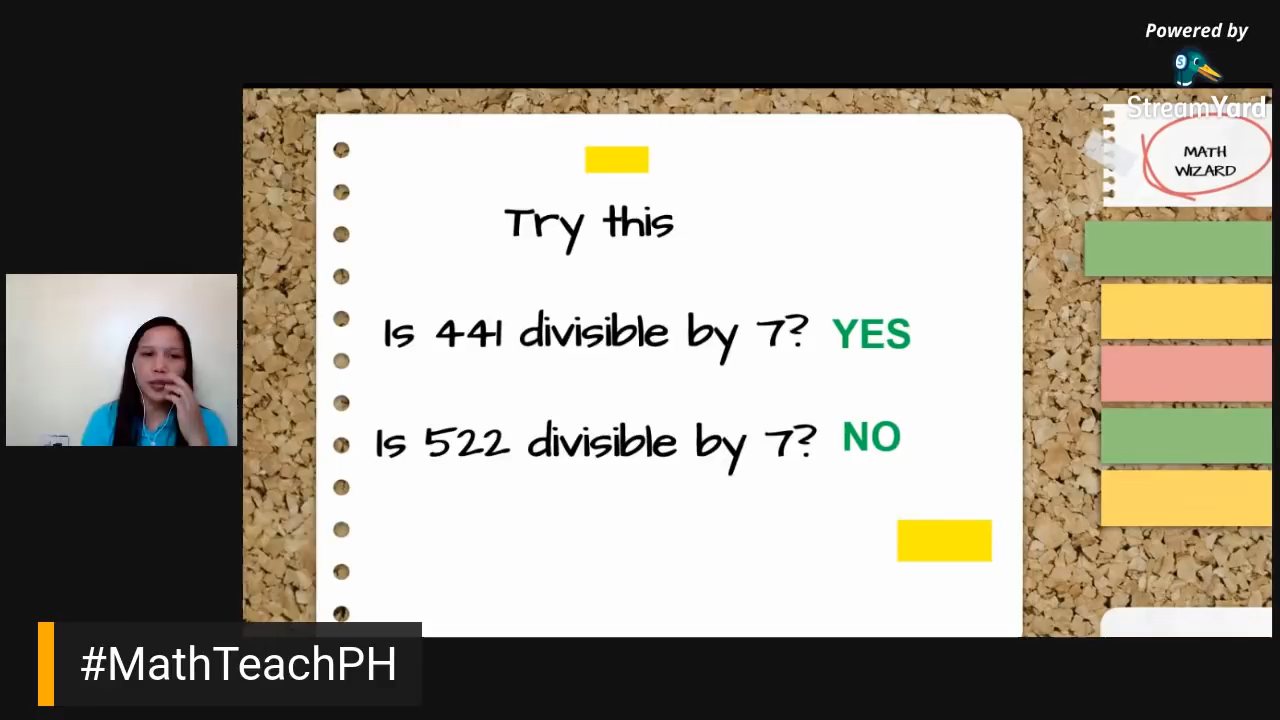 Powered by
StreamYard
MATH
WIZARD
Try this
Is 441 divisible by 7? YES
Is 522 divisible by 7? NO
#MathTeachPH